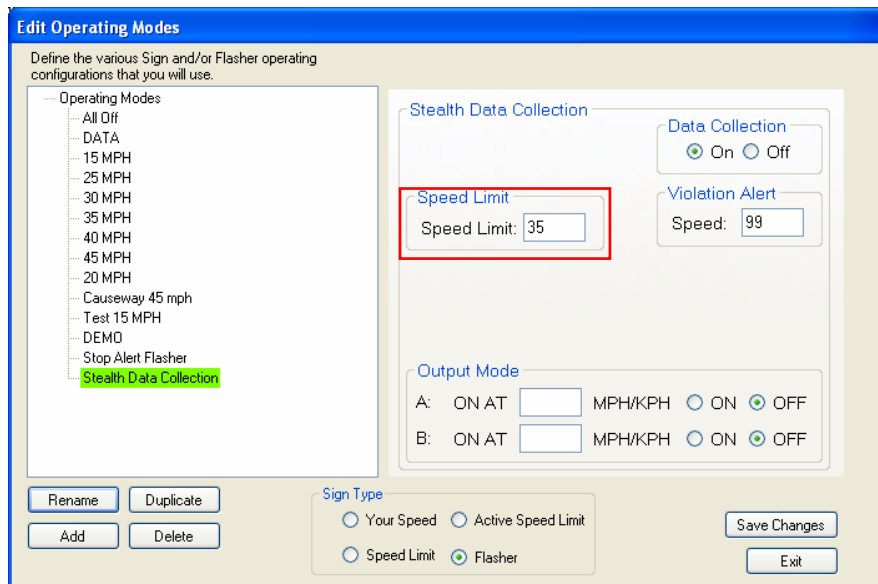 Edit Operating Modes
Define the various Sign and/or Flasher operating
configurations that you will use.
Operating Modes
All Off
DATA
15 MPH
25 MPH
30 MPH
35 MPH
40 MPH
45 MPH
20 MPH
Causeway 45 mph
Test 15 MPH
DEMO
Stop Alert Flasher
Stealth Data Collection
Rename Duplicate
Add Delete
Stealth Data Collection
Data Collection
On Off
Speed Limit
Speed Limit: 35
Violation Alert
Speed: 99
Output Mode
A: ON AT MPH/KPH ON OFF
B: ON AT MPH/KPH ON OFF
Sign Type
Your Speed Active Speed Limit
Speed Limit Flasher
Save Changes
Exit